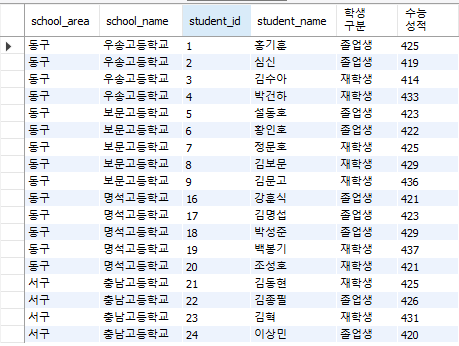 school_area school_name student_id student_name 학생 구분 수능 성적
동구 우송고등학교 1 홍기훈 졸업생 425
동구 우송고등학교 2 심신 졸업생 419
동구 우송고등학교 3 김수아 재학생 414
동구 우송고등학교 4 박건하 재학생 433
동구 보문고등학교 5 설동호 졸업생 423
동구 보문고등학교 6 황인호 졸업생 422
동구 보문고등학교 7 정문호 재학생 425
동구 보문고등학교 8 김보문 재학생 429
동구 보문고등학교 9 김문고 재학생 436
동구 명석고등학교 16 강훈식 졸업생 421
동구 명석고등학교 17 김명섭 졸업생 423
동구 명석고등학교 18 박성준 졸업생 429
동구 명석고등학교 19 백봉기 재학생 437
동구 명석고등학교 20 조성호 재학생 421
서구 충남고등학교 21 김동현 재학생 425
서구 충남고등학교 22 김종필 졸업생 426
서구 충남고등학교 23 김혁 재학생 431
서구 충남고등학교 24 이상민 졸업생 420